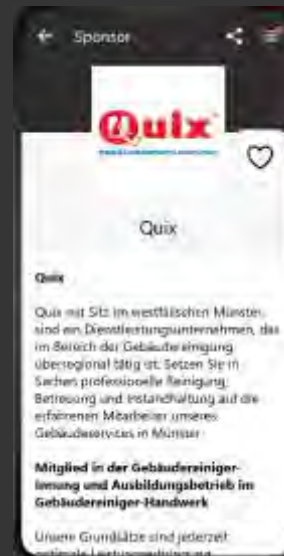 Sponsor
Quix
Quix
Quix
Quix mit Sitz im westfälischen Münster,
sind ein Dienstleistungsunternehmen, das
im Bereich der Gebäudereinigung
überregional tätig ist. Setzen Sie in
Sachen professionelle Reinigung,
Betreuung und Instandhaltung auf die
erfahrenen Mitarbeiter unseres
Gebäudeservices in Münster
Mitglied in der Gebäudereiniger-
Innung und Ausbildungsbetrieb im
Gebäudereiniger-Handwerk
Unsere Grundsätze sind jederzeit
optimale